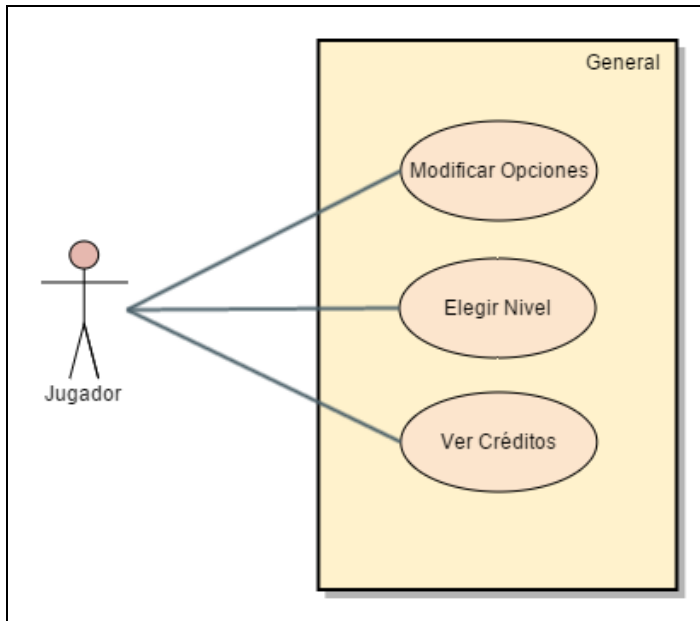 General
Modificar Opciones
Elegir Nivel
Jugador
Ver Créditos